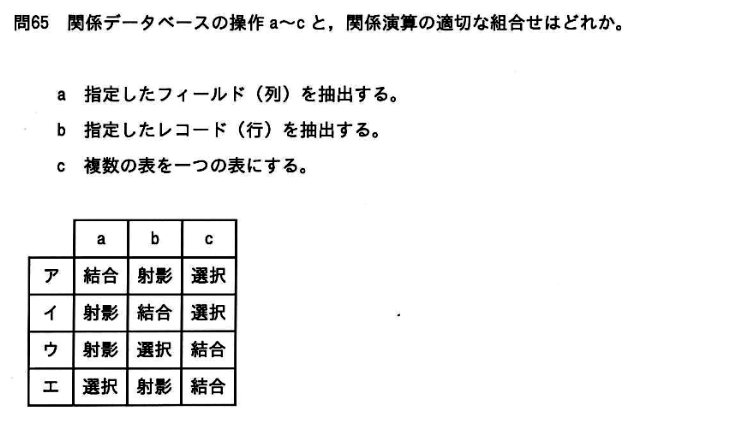 問65 関係データベースの操作a～cと，関係演算の適切な組合せはどれか。
a 指定したフィールド（列）を抽出する。
b 指定したレコード（行）を抽出する。
c 複数の表を一つの表にする。
a b c
ア 結合 射影 選択
イ 射影 結合 選択
ウ 射影 選択 結合
エ 選択 射影 結合